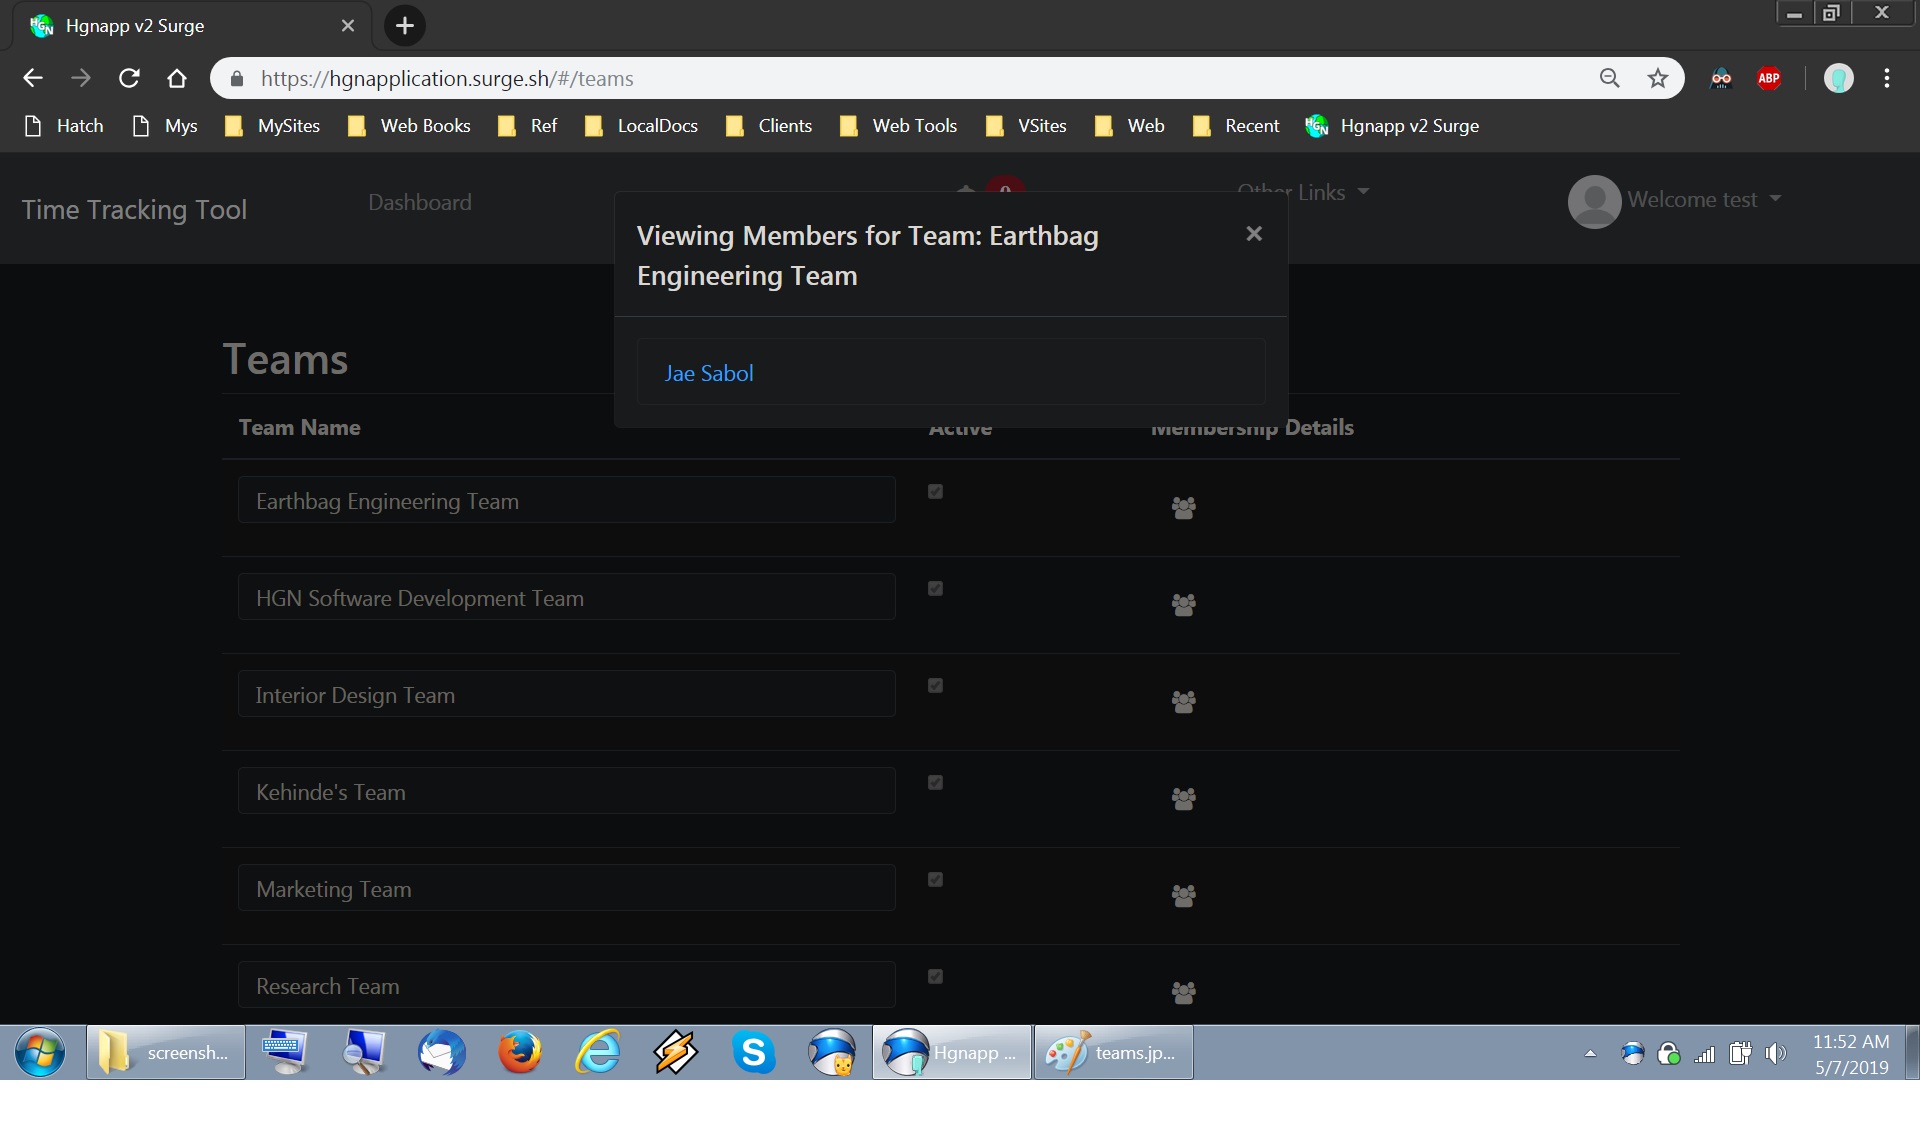 Hgnapp v2 Surge
https://hgnapplication.surge.sh/#/teams
ABP
Hatch Mys MySites Web Books Ref LocalDocs Clients Web Tools VSites Web Recent HGN Hgnapp v2 Surge
Time Tracking Tool
Dashboard
Other Links
Welcome test
Viewing Members for Team: Earthbag
Engineering Team
×
Jae Sabol
Teams
Team Name Active Membership Details
Earthbag Engineering Team
HGN Software Development Team
Interior Design Team
Kehinde's Team
Marketing Team
Research Team
screensh...
Hgnapp ...
teams.jp...
11:52 AM
5/7/2019